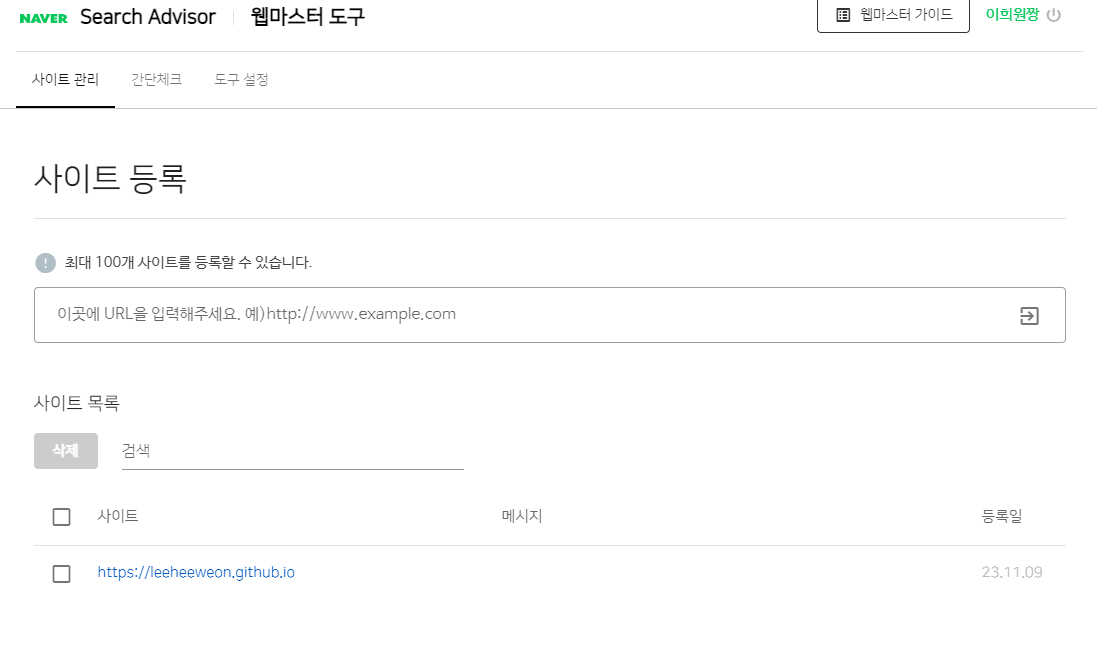 NAVER Search Advisor 웹마스터 도구 웹마스터 가이드 이희원짱
사이트 관리 간단체크 도구 설정
사이트 등록
! 최대 100개 사이트를 등록할 수 있습니다.
이곳에 URL을 입력해주세요. 예)http://www.example.com
사이트 목록
삭제 검색
사이트 메시지 등록일
https://leeheeweon.github.io 23.11.09